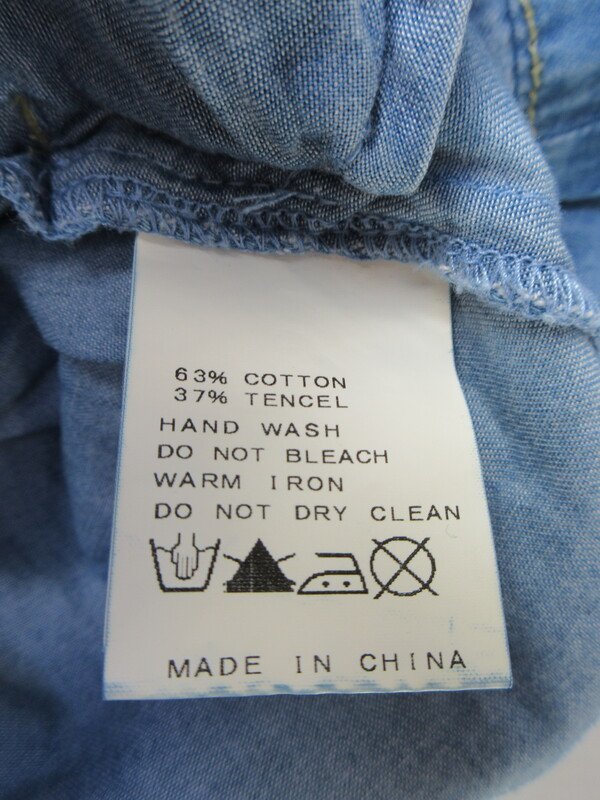 63% COTTON
37% TENCEL
HAND WASH
DO NOT BLEACH
WARM IRON
DO NOT DRY CLEAN
MADE IN CHINA